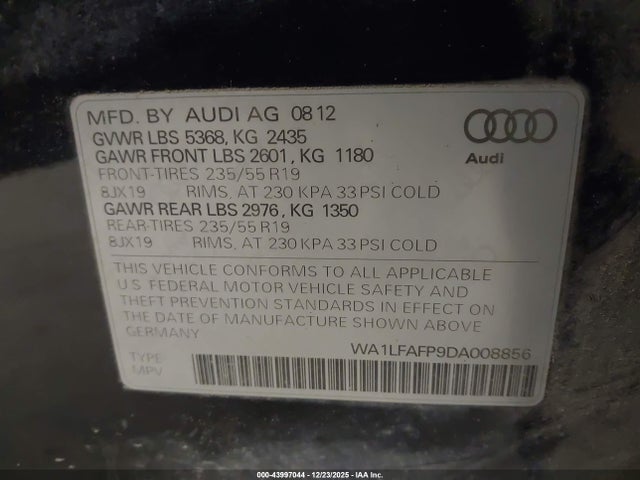 MFD. BY AUDI AG 08 12
GVWR LBS 5368, KG 2435
GAWR FRONT LBS 2601, KG 1180
FRONT-TIRES 235/55 R19
8JX19 RIMS, AT 230 KPA 33 PSI COLD
GAWR REAR LBS 2976, KG 1350
REAR-TIRES 235/55 R19
8JX19 RIMS, AT 230 KPA 33 PSI COLD
Audi
THIS VEHICLE CONFORMS TO ALL APPLICABLE
U.S. FEDERAL MOTOR VEHICLE SAFETY AND
THEFT PREVENTION STANDARDS IN EFFECT ON
THE DATE OF MANUFACTURE SHOWN ABOVE
GERMANY
WA1LFAFP9DA008856
TYPE
MPV
000-43997044 - 12/23/2025 - IAA Inc.